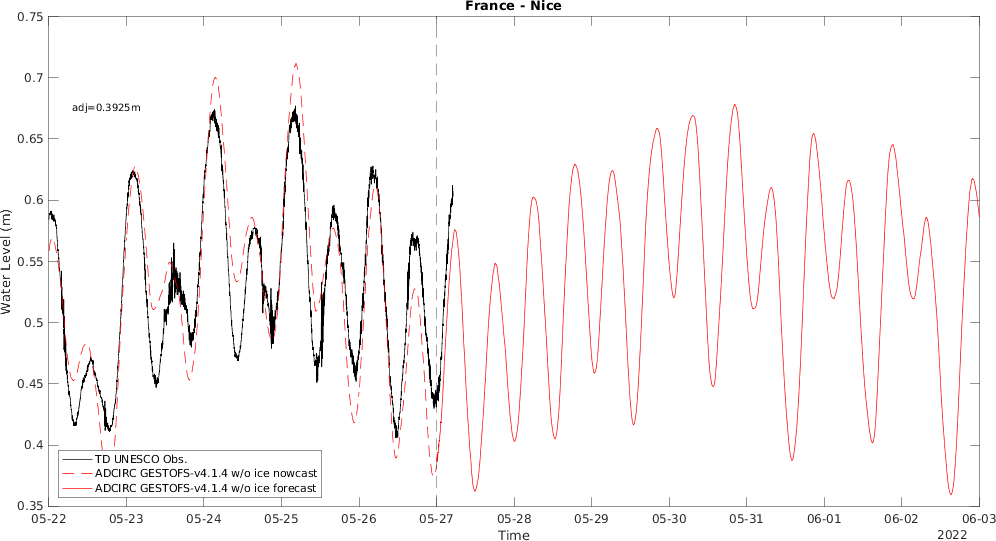 France - Nice
0.75
0.7
0.65
0.6
0.55
0.5
0.45
0.4
0.35
Water Level (m)
adj=0.3925m
TD UNESCO Obs.
ADCIRC GESTOFS-v4.1.4 w/o ice nowcast
ADCIRC GESTOFS-v4.1.4 w/o ice forecast
05-22 05-23 05-24 05-25 05-26 05-27 05-28 05-29 05-30 05-31 06-01 06-02 06-03
Time
2022